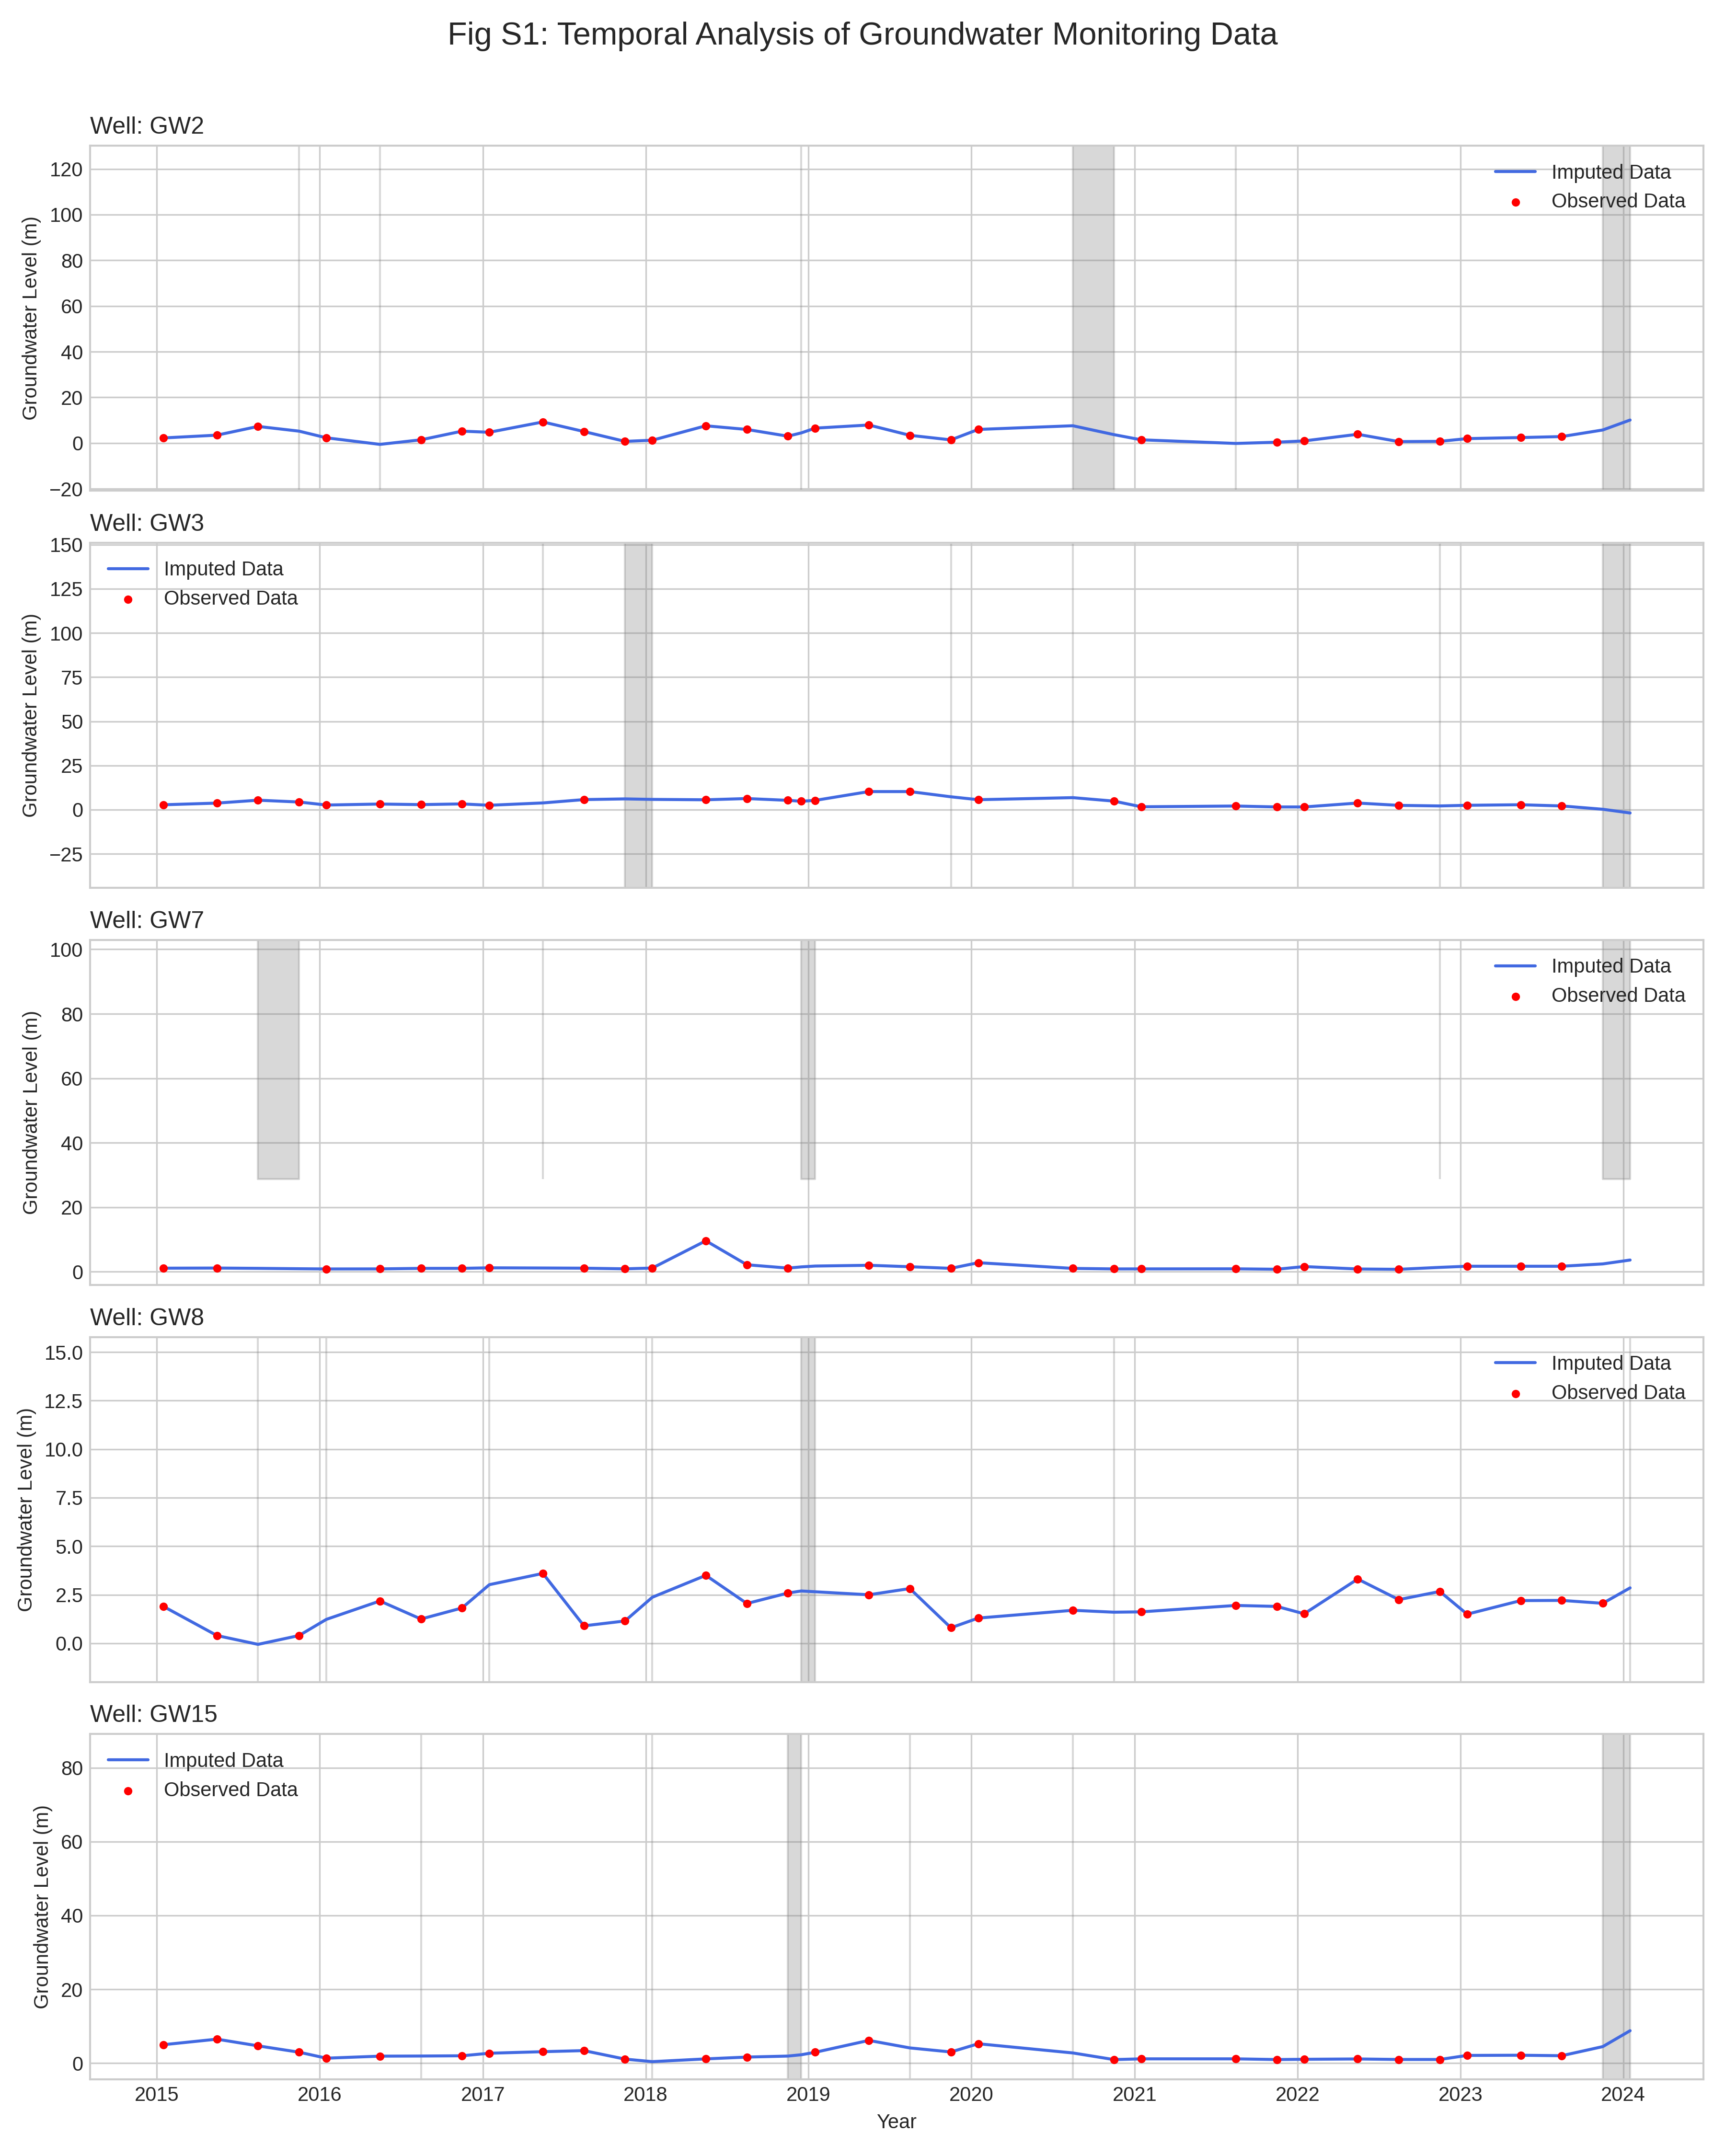 Fig S1: Temporal Analysis of Groundwater Monitoring Data
Well: GW2
Groundwater Level (m)
120
100
80
60
40
20
0
−20
Imputed Data
Observed Data
Well: GW3
Groundwater Level (m)
150
125
100
75
50
25
0
−25
Imputed Data
Observed Data
Well: GW7
Groundwater Level (m)
100
80
60
40
20
0
Imputed Data
Observed Data
Well: GW8
Groundwater Level (m)
15.0
12.5
10.0
7.5
5.0
2.5
0.0
Imputed Data
Observed Data
Well: GW15
Groundwater Level (m)
80
60
40
20
0
Imputed Data
Observed Data
2015 2016 2017 2018 2019 2020 2021 2022 2023 2024
Year